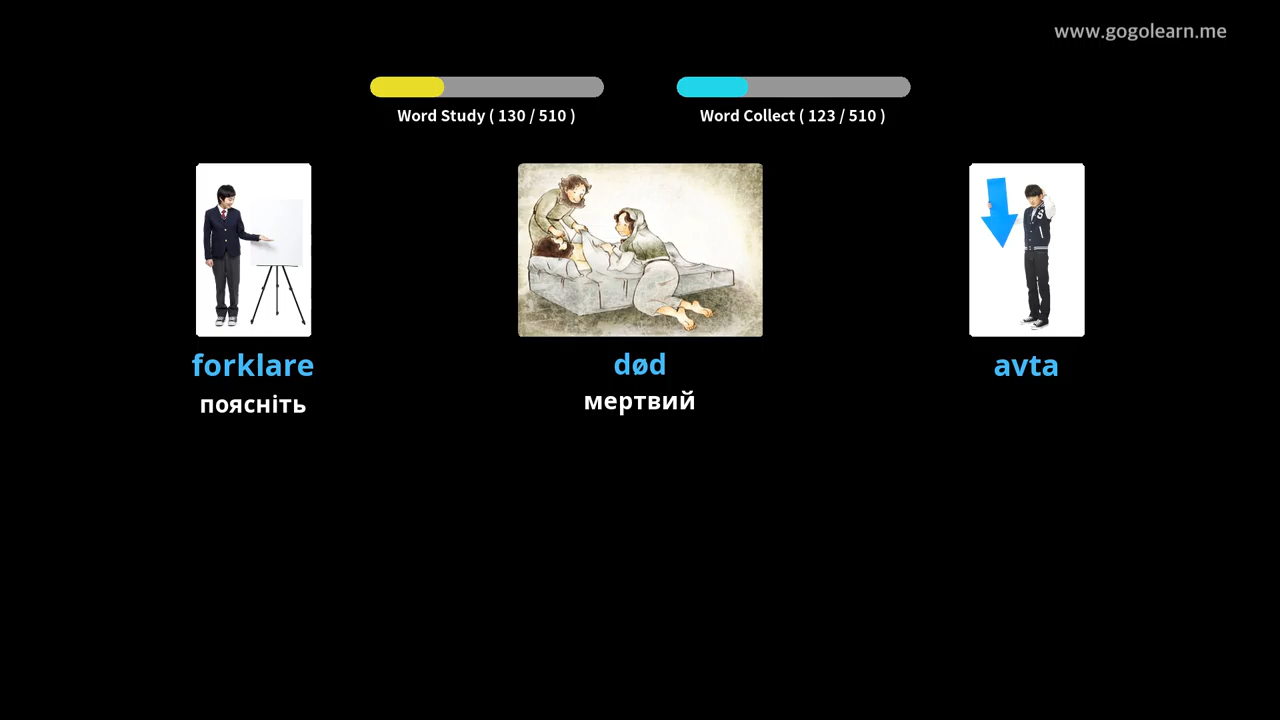 www.gogolearn.me
Word Study ( 130 / 510 )
Word Collect ( 123 / 510 )
forklare
død
avta
поясніть
мертвий
S